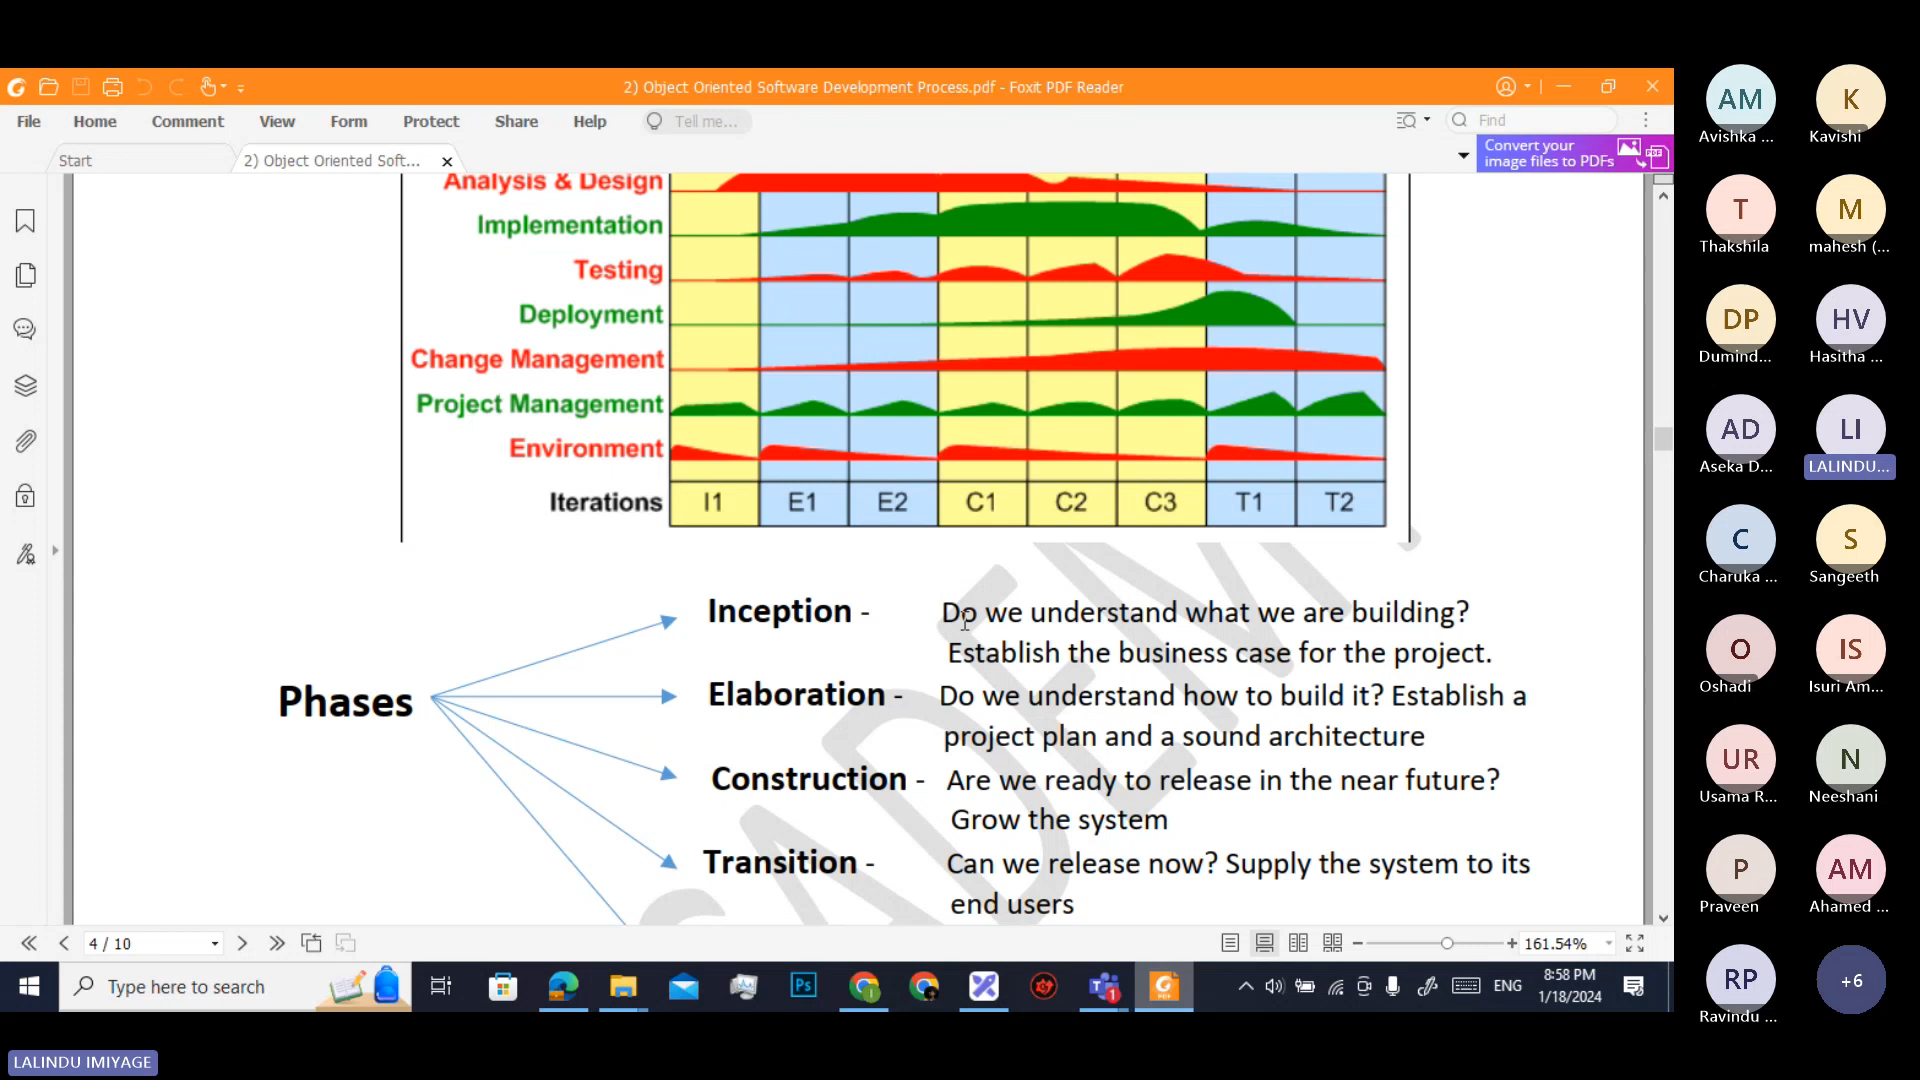 2) Object Oriented Software Development Process.pdf - Foxit PDF Reader
File Home Comment View Form Protect Share Help Tell me... Find
Start 2) Object Oriented Soft...
Convert your
image files to PDFs
Analysis & Design
Implementation
Testing
Deployment
Change Management
Project Management
Environment
Iterations I1 E1 E2 C1 C2 C3 T1 T2
Phases
Inception - Do we understand what we are building?
Establish the business case for the project.
Elaboration - Do we understand how to build it? Establish a
project plan and a sound architecture
Construction - Are we ready to release in the near future?
Grow the system
Transition - Can we release now? Supply the system to its
end users
4 / 10
161.54%
Type here to search
Ps
T 1
ENG
8:58 PM
1/18/2024
AM K
Avishka ... Kavishi
T M
Thakshila mahesh (...
DP HV
Dumind... Hasitha ...
AD LI
Aseka D... LALINDU...
C S
Charuka ... Sangeeth
O IS
Oshadi Isuri Am...
UR N
Usama R... Neeshani
P AM
Praveen Ahamed ...
RP +6
Ravindu ...
LALINDU IMIYAGE